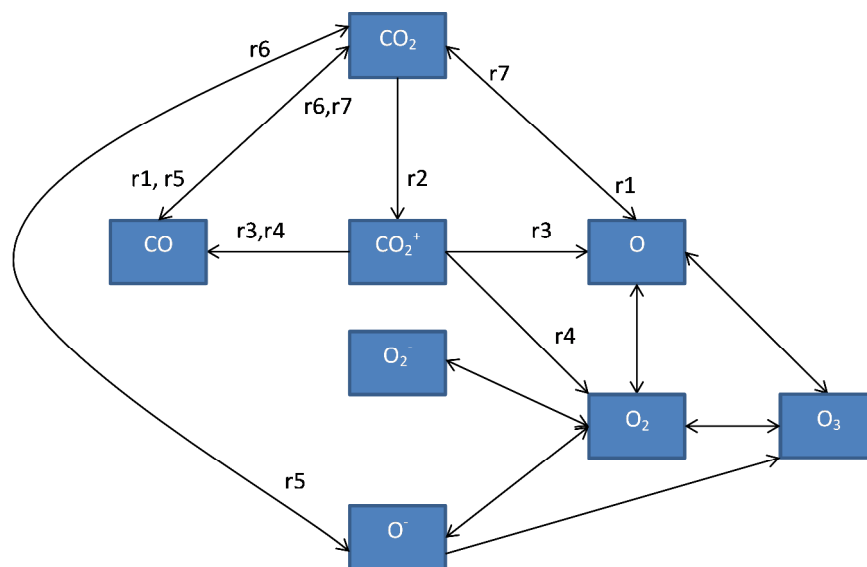 CO₂
r6
r7
r6,r7
r1, r5
r2
r1
CO
r3,r4
CO₂⁺
r3
O
r4
O₂⁻
O₂
O₃
r5
O⁻